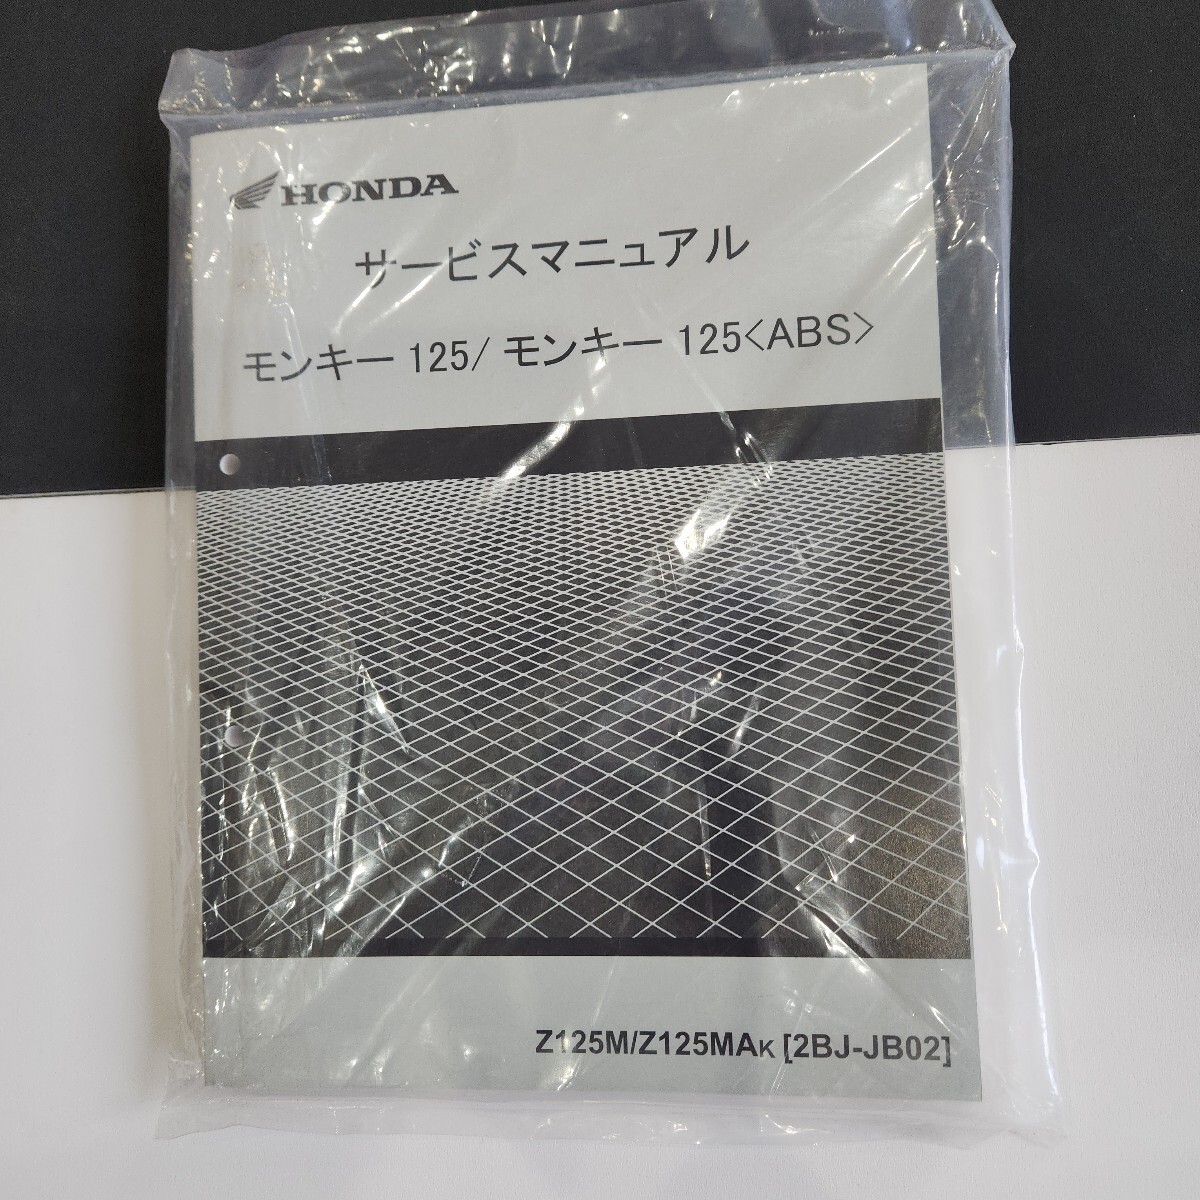 HONDA
サービスマニュアル
モンキー 125/ モンキー 125<ABS>
Z125M/Z125MAK [2BJ-JB02]